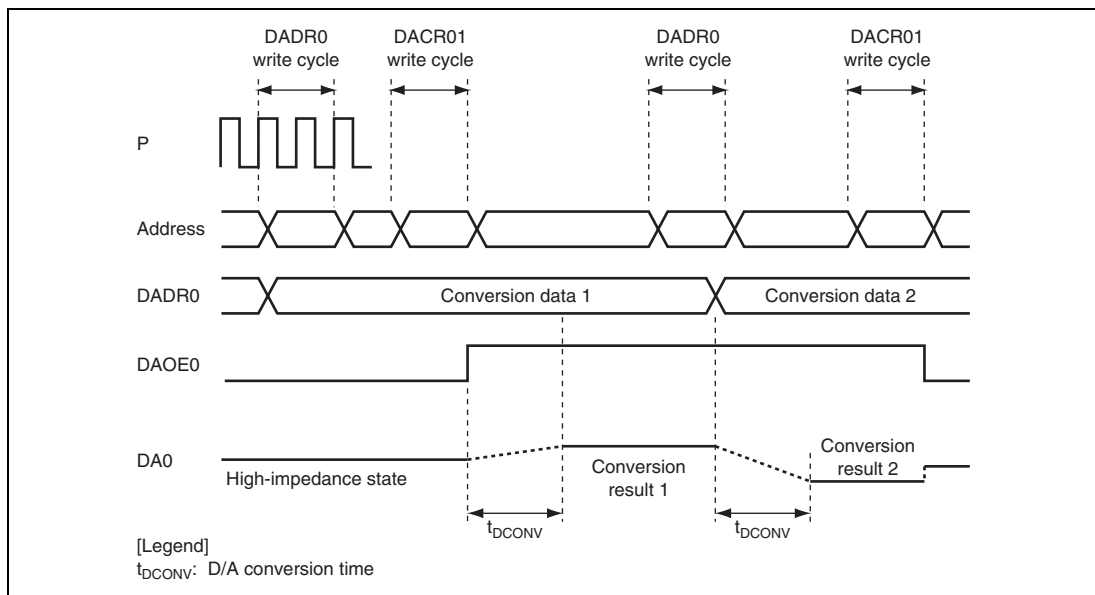 DADR0
write cycle
DACR01
write cycle
DADR0
write cycle
DACR01
write cycle
P
Address
DADR0
Conversion data 1
Conversion data 2
DAOE0
DA0
High-impedance state
Conversion
result 1
Conversion
result 2
tDCONV
tDCONV
[Legend]
tDCONV: D/A conversion time